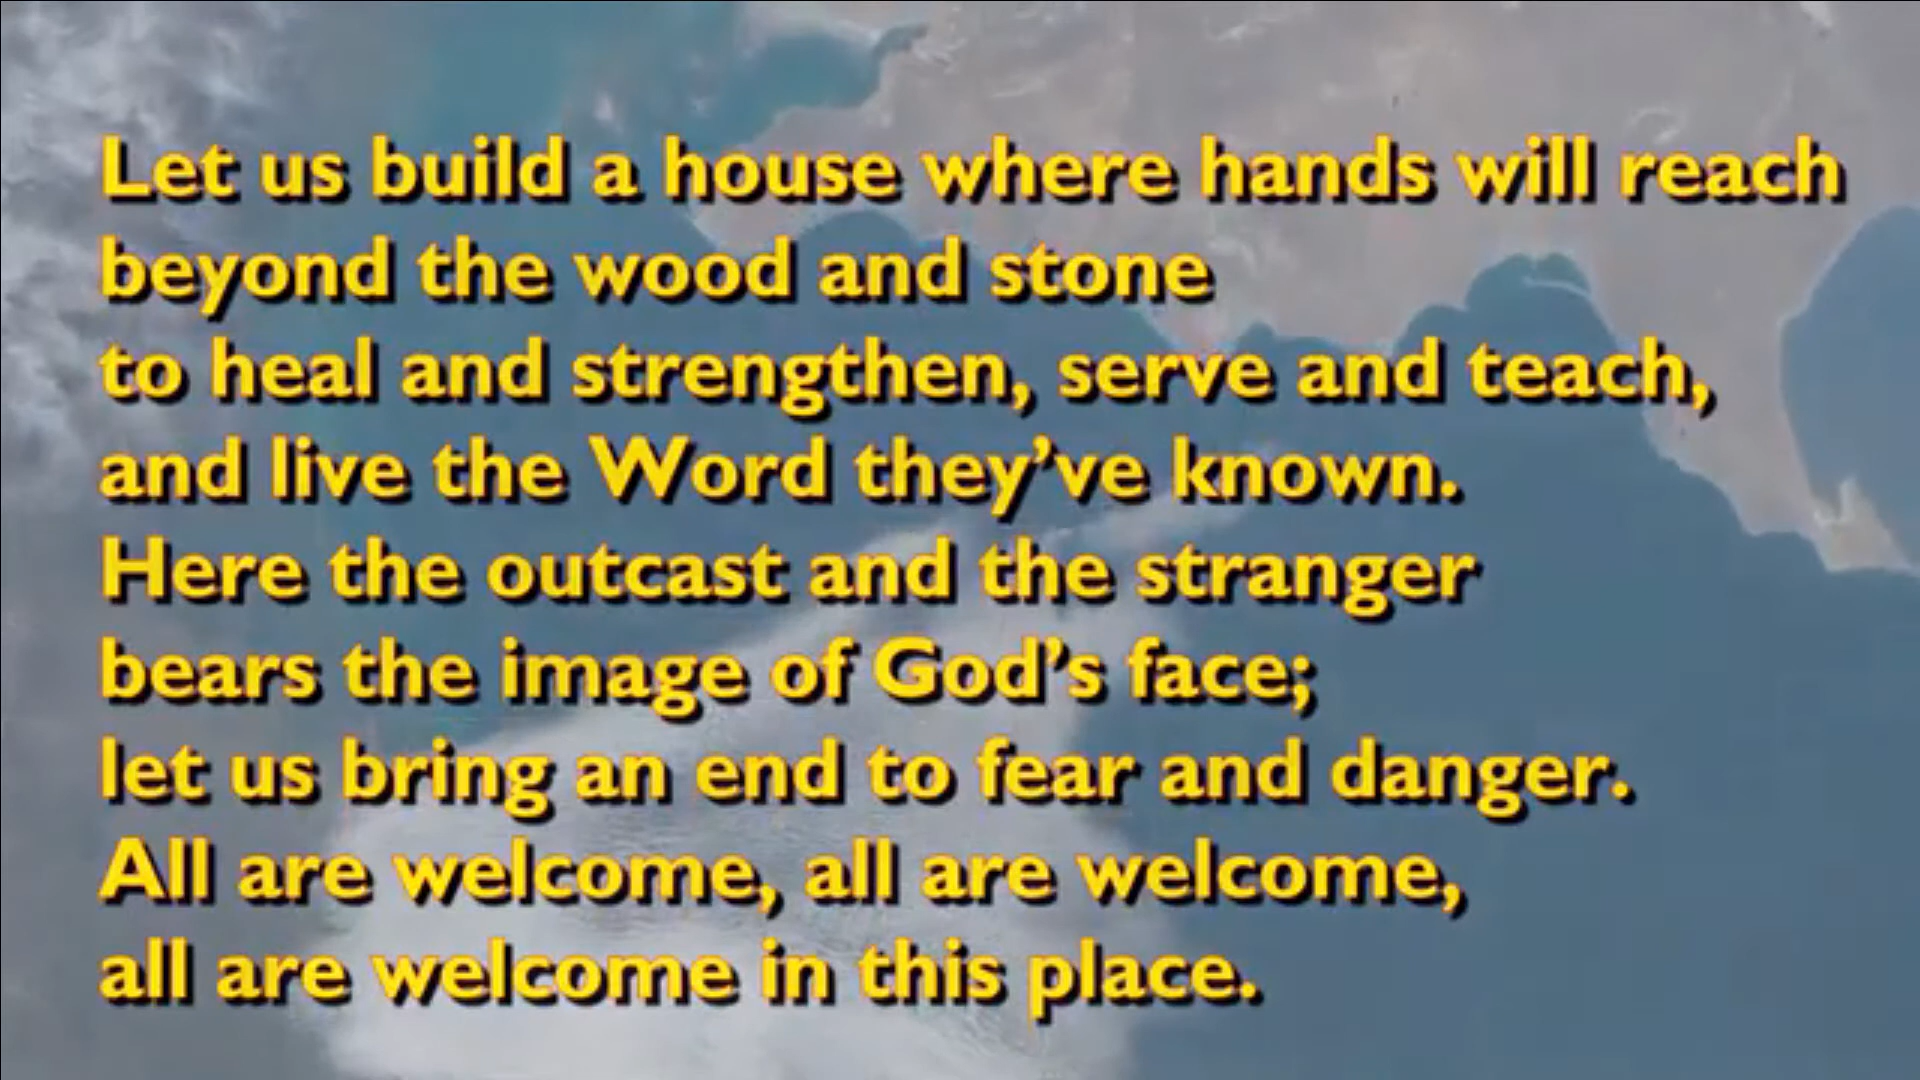 Let us build a house where hands will reach
beyond the wood and stone
to heal and strengthen, serve and teach,
and live the Word they’ve known.
Here the outcast and the stranger
bears the image of God’s face;
let us bring an end to fear and danger.
All are welcome, all are welcome,
all are welcome in this place.